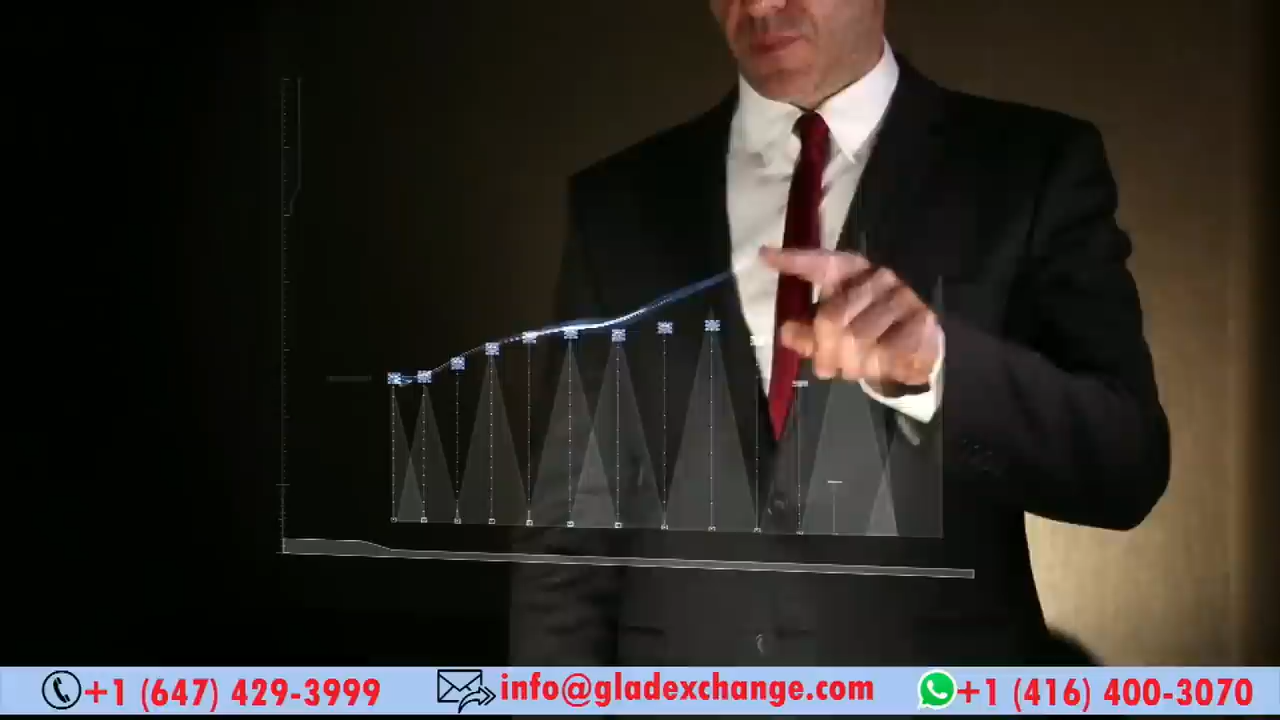 +1 (647) 429-3999 info@gladexchange.com +1 (416) 400-3070